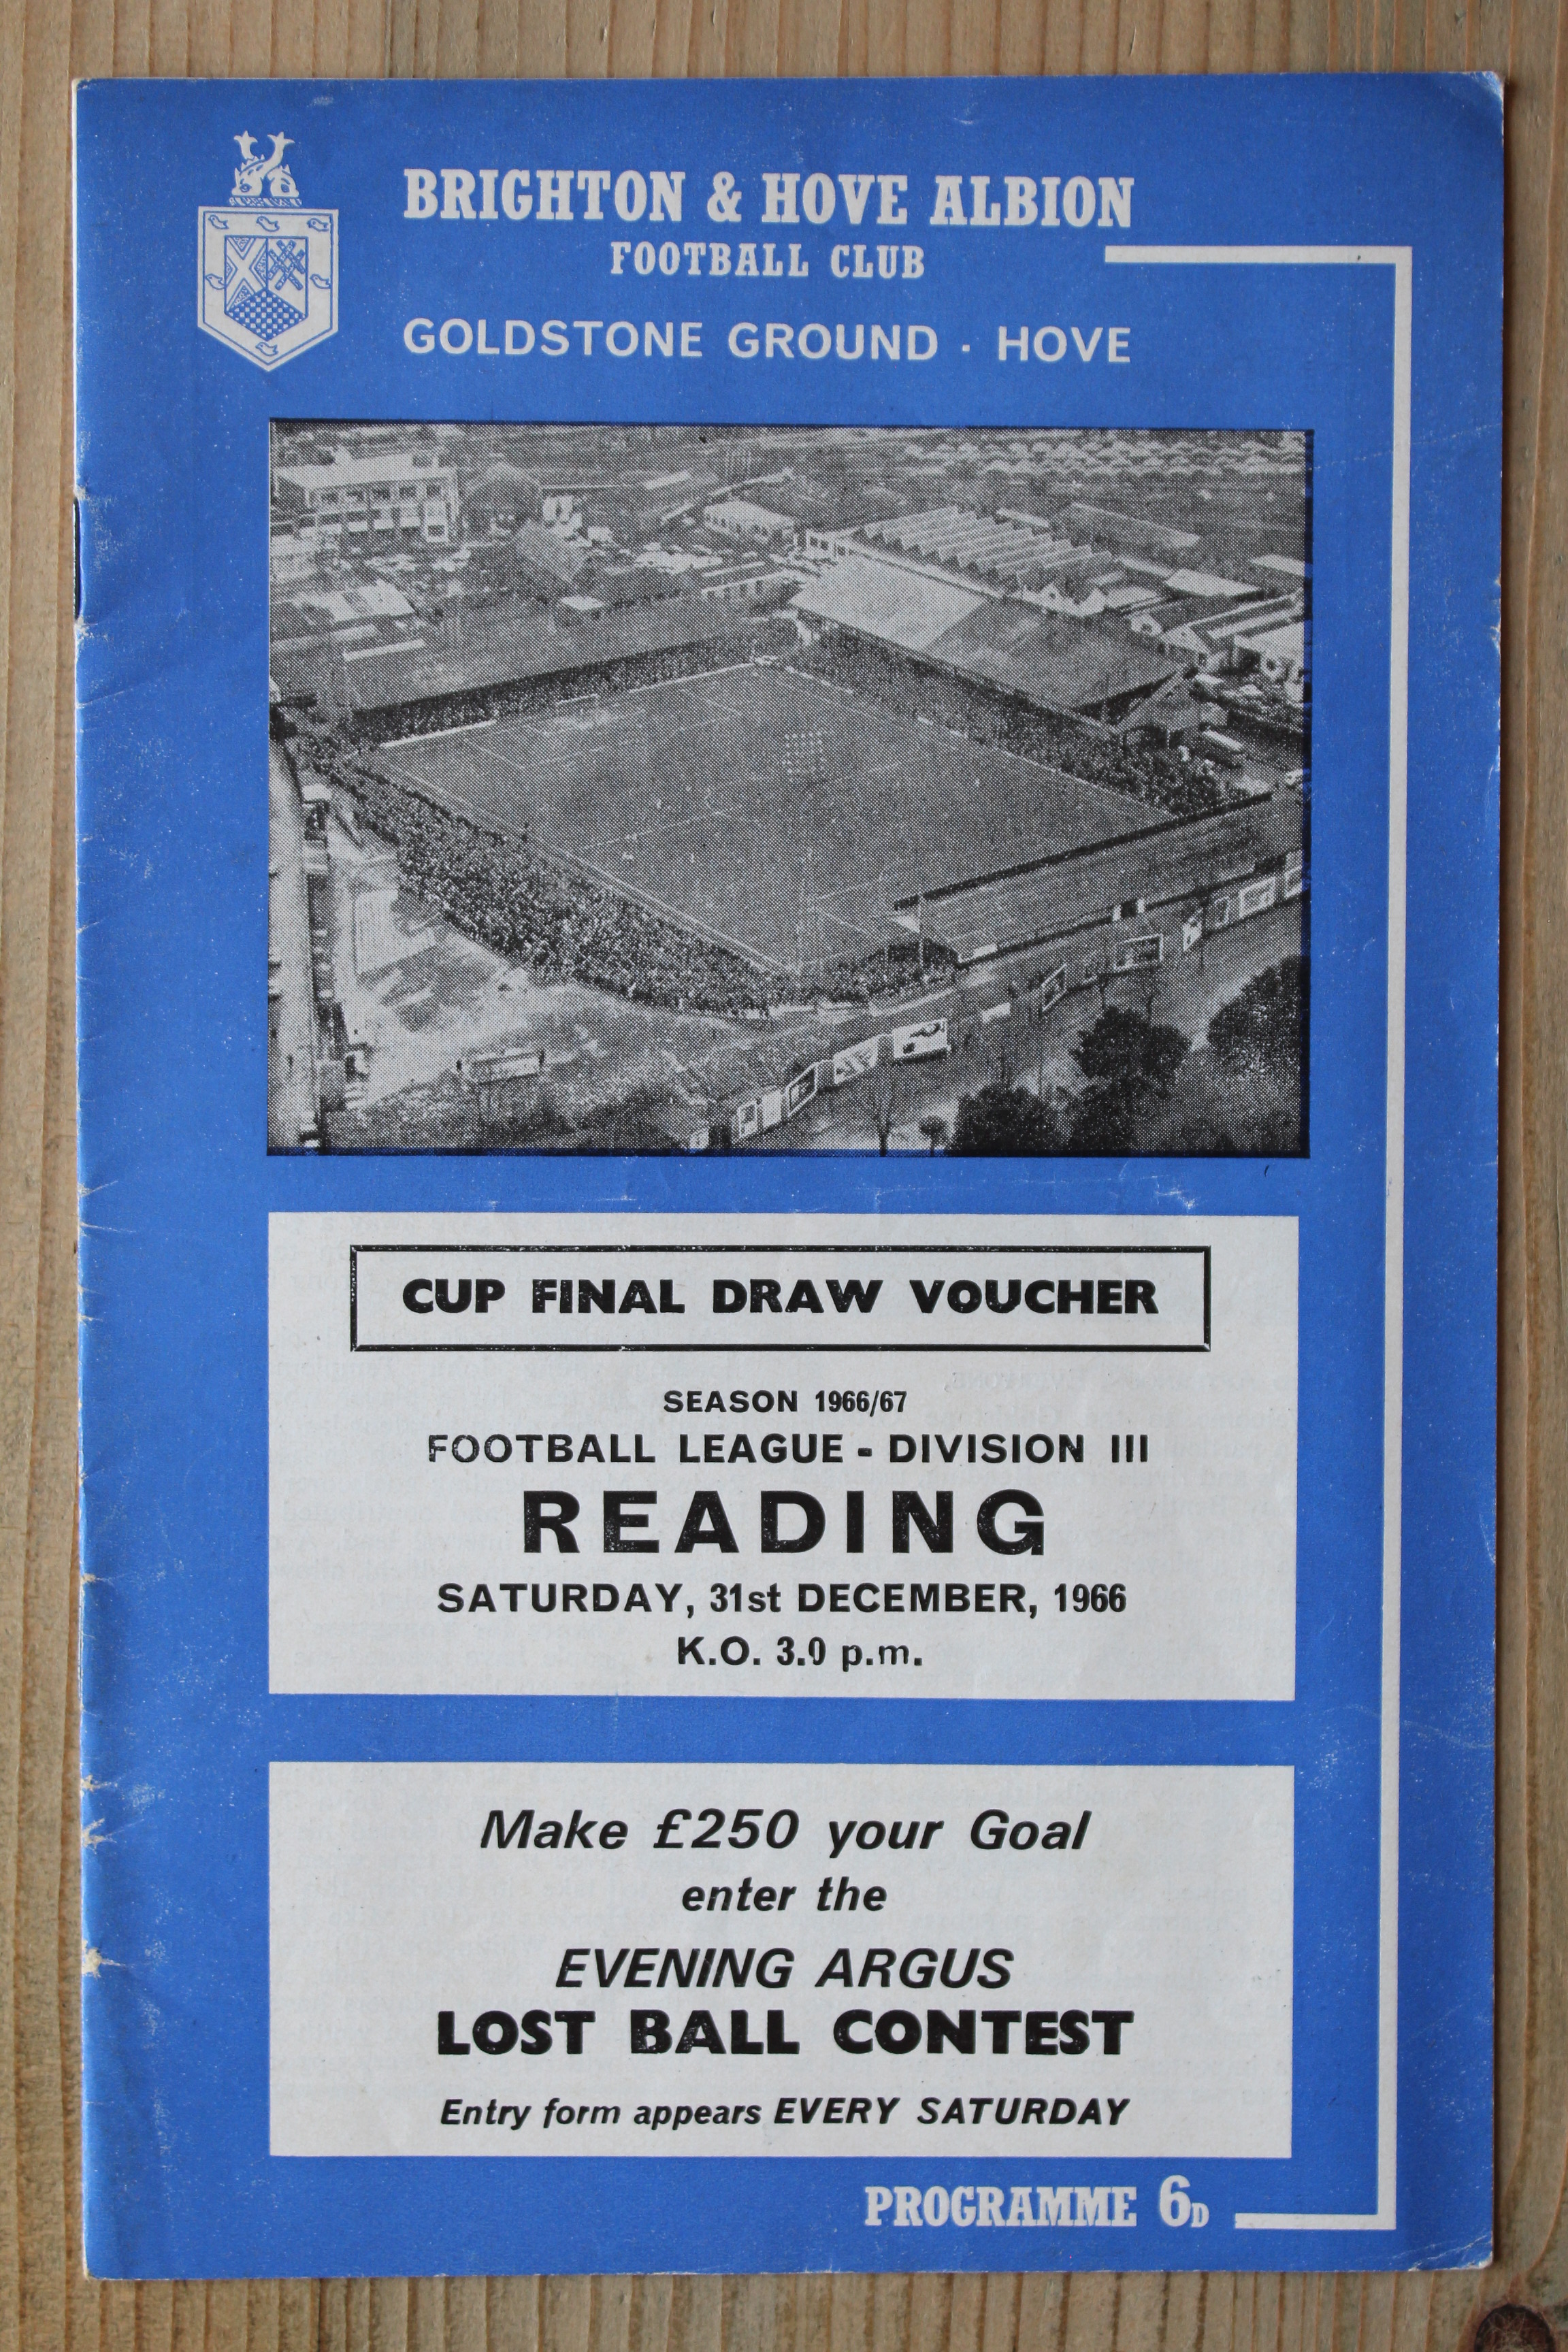 BRIGHTON & HOVE ALBION
FOOTBALL CLUB
GOLDSTONE GROUND · HOVE
CUP FINAL DRAW VOUCHER
SEASON 1966/67
FOOTBALL LEAGUE - DIVISION III
READING
SATURDAY, 31st DECEMBER, 1966
K.O. 3.0 p.m.
Make £250 your Goal
enter the
EVENING ARGUS
LOST BALL CONTEST
Entry form appears EVERY SATURDAY
PROGRAMME 6D